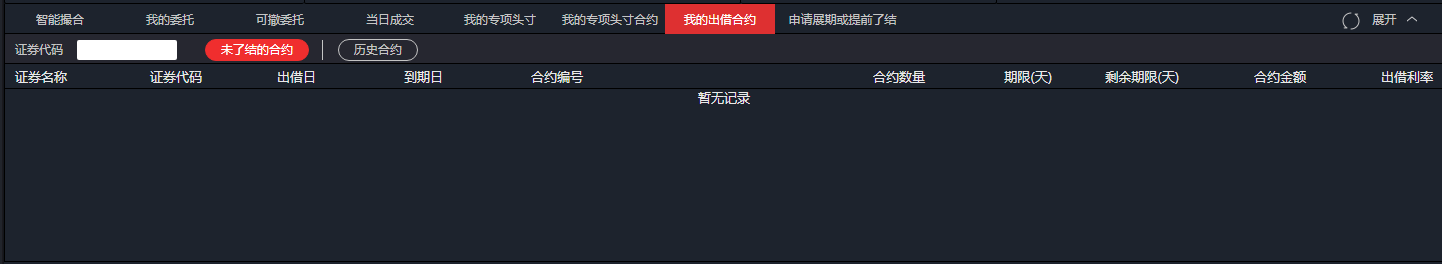 智能撮合 我的委托 可撤委托 当日成交 我的专项头寸 我的专项头寸合约 我的出借合约 申请展期或提前了结 展开
证券代码 未了结的合约 历史合约
证券名称 证券代码 出借日 到期日 合约编号 合约数量 期限(天) 剩余期限(天) 合约金额 出借利率
暂无记录